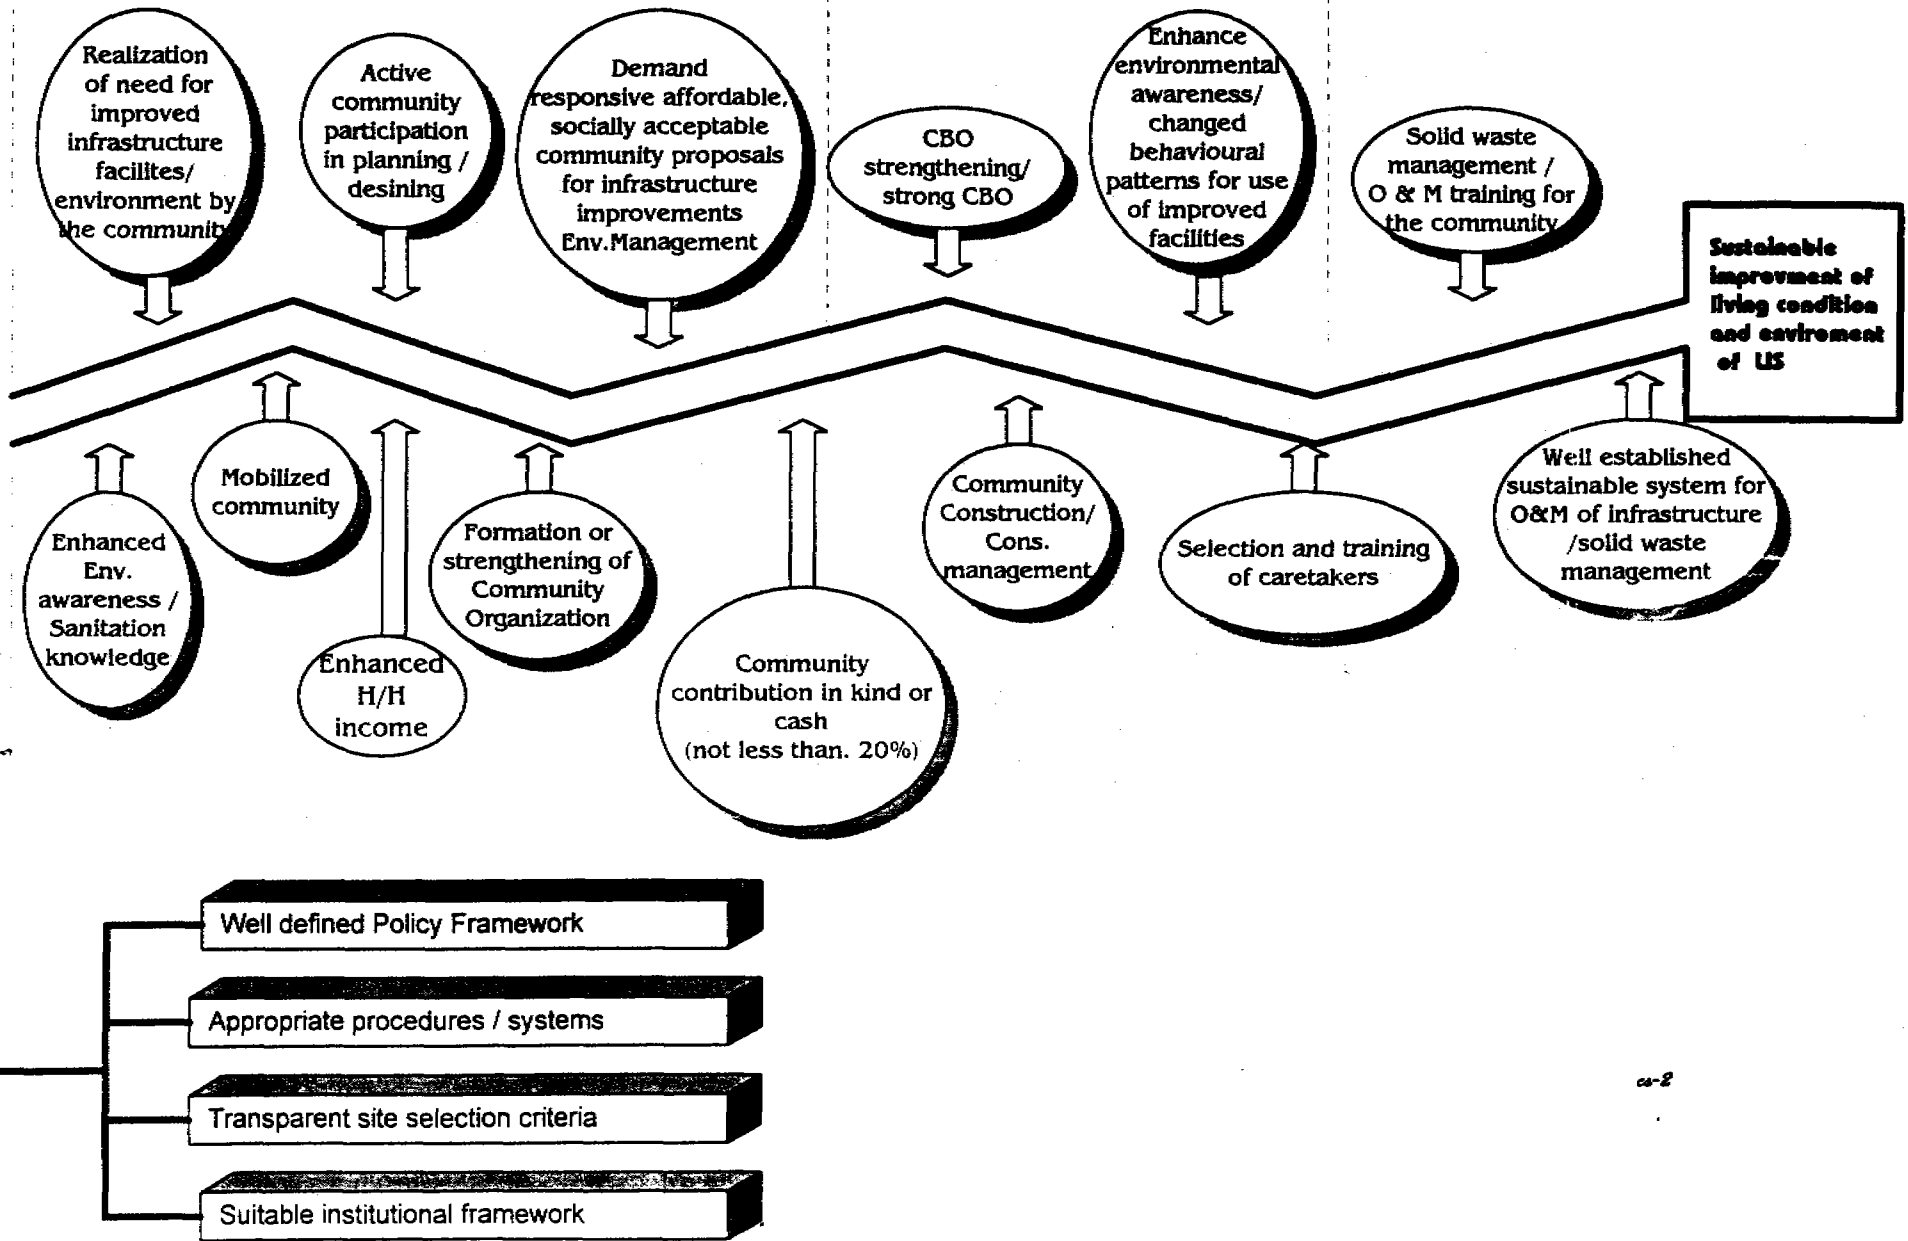 Realization
of need for
improved
infrastructure
facilites/
environment by
the community
Active
community
participation
in planning /
desining
Demand
responsive affordable,
socially acceptable
community proposals
for infrastructure
improvements
Env.Management
CBO
strengthening/
strong CBO
Enhance
environmental
awareness/
changed
behavioural
patterns for use
of improved
facilities
Solid waste
management /
O & M training for
the community
Sustainable
improvment of
living condition
and enviroment
of US
Enhanced
Env.
awareness /
Sanitation
knowledge
Mobilized
community
Enhanced
H/H
income
Formation or
strengthening of
Community
Organization
Community
contribution in kind or
cash
(not less than. 20%)
Community
Construction/
Cons.
management
Selection and training
of caretakers
Well established
sustainable system for
O&M of infrastructure
/solid waste
management
Well defined Policy Framework
Appropriate procedures / systems
Transparent site selection criteria
Suitable institutional framework
cs-2